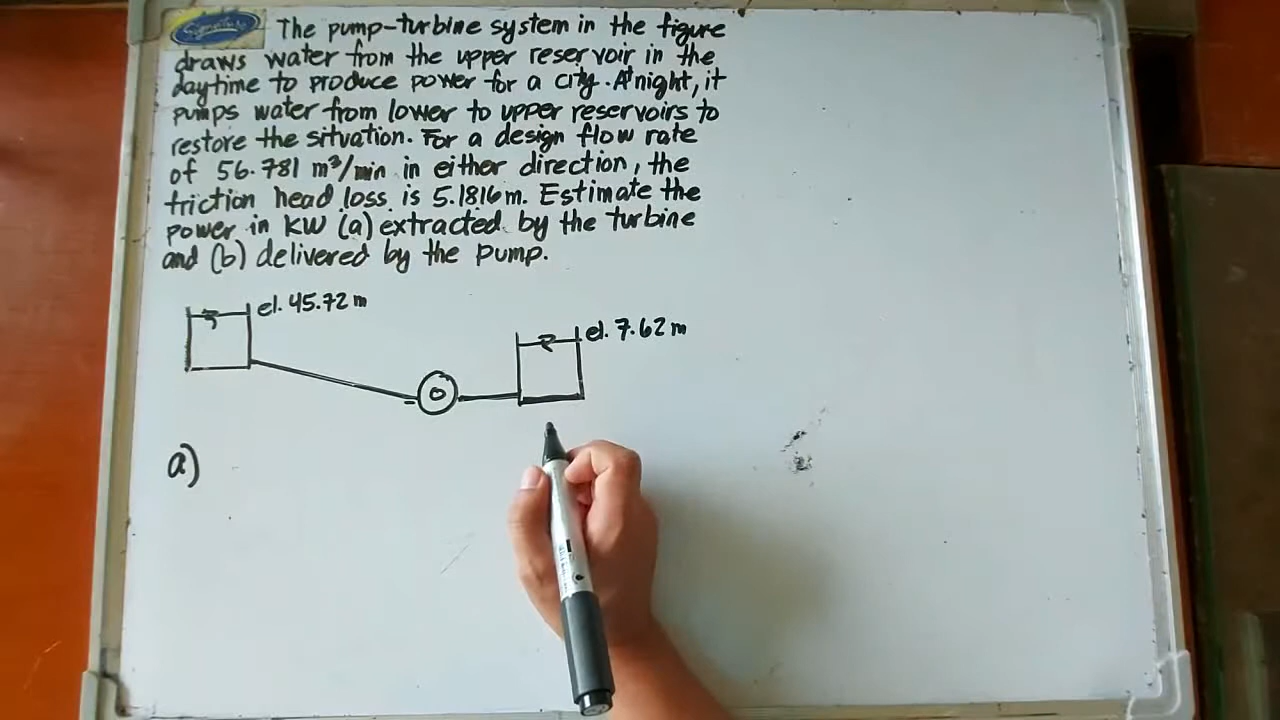 Signature
The pump-turbine system in the figure
draws water from the upper reservoir in the
daytime to produce power for a city. At night, it
pumps water from lower to upper reservoirs to
restore the situation. For a design flow rate
of 56.781 m³/min in either direction, the
friction head loss is 5.1816m. Estimate the
power in kW (a) extracted by the turbine
and (b) delivered by the pump.
el. 45.72 m
el. 7.62 m
a)